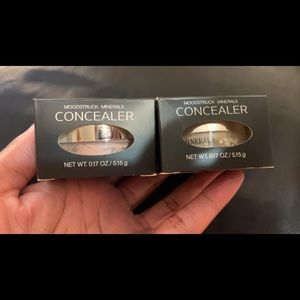 MOODSTRUCK MINERALS
CONCEALER
NET WT. 0.17 OZ / 5.15 g
MOODSTRUCK MINERALS
CONCEALER
MINERALS
NET WT. 0.17 OZ / 5.15 g